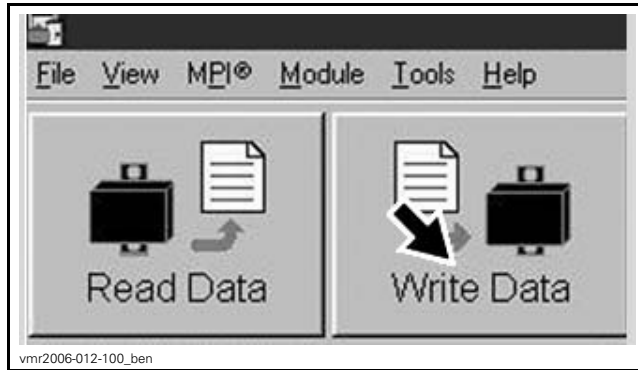 File View MPI® Module Tools Help
Read Data Write Data
vmr2006-012-100_ben